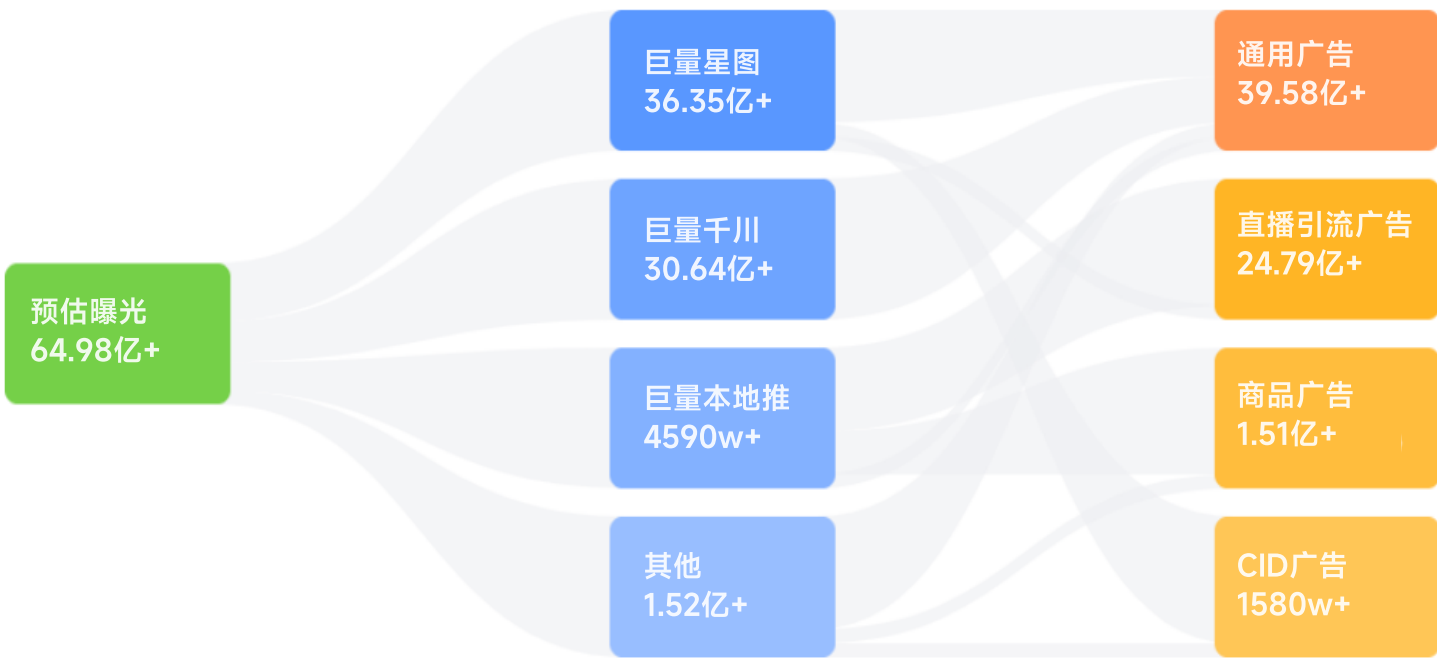 预估曝光
64.98亿+
巨量星图
36.35亿+
巨量千川
30.64亿+
巨量本地推
4590w+
其他
1.52亿+
通用广告
39.58亿+
直播引流广告
24.79亿+
商品广告
1.51亿+
CID广告
1580w+